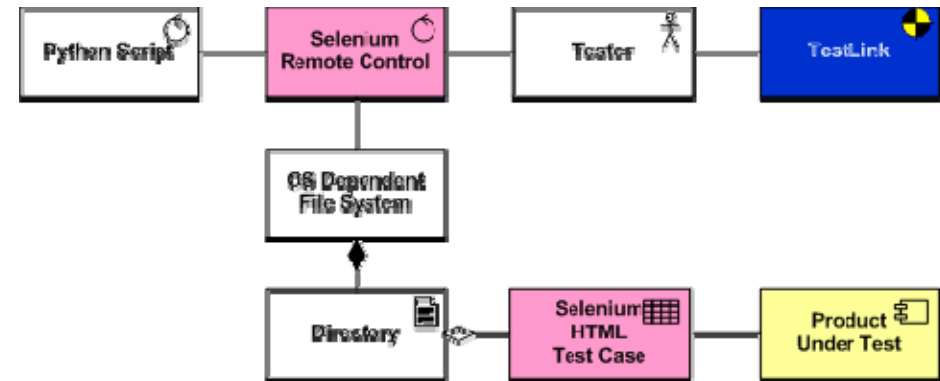 Python Script
Selenium
Remote Control
Tester
TestLink
OS Dependent
File System
Directory
Selenium
HTML
Test Case
Product
Under Test